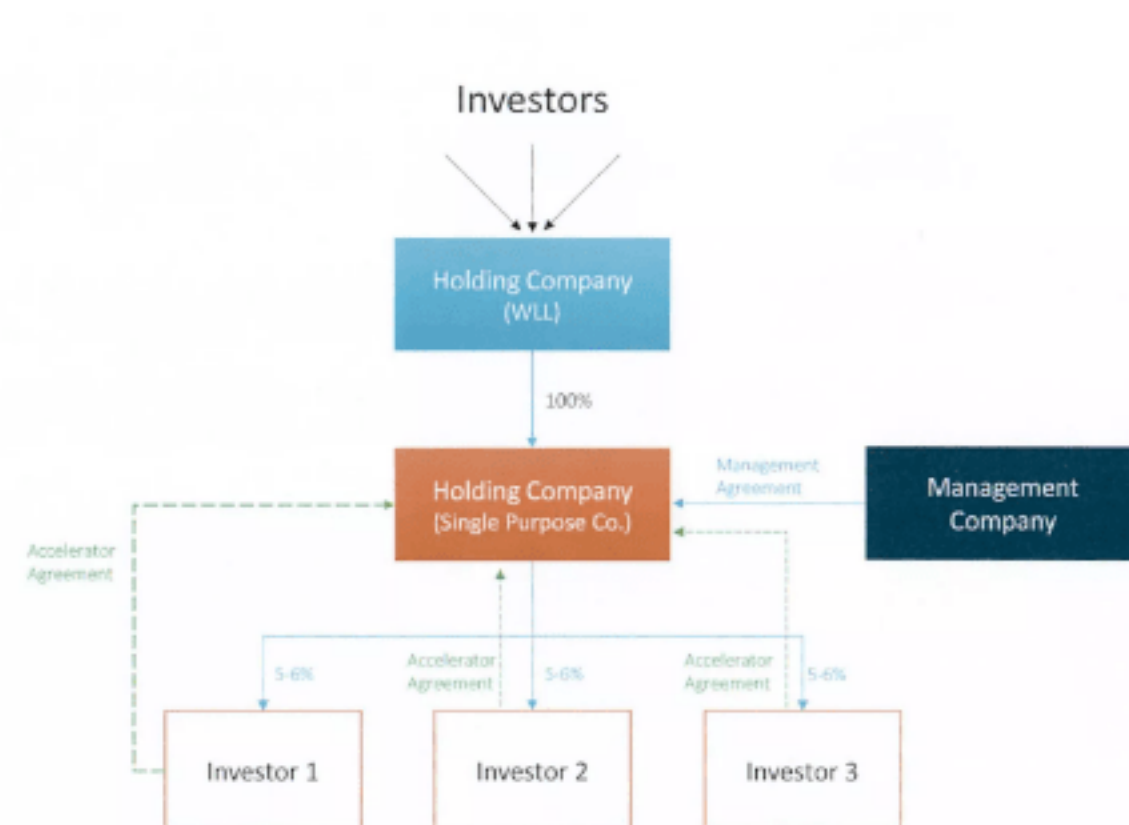 Investors
Holding Company
(WLL)
100%
Holding Company
(Single Purpose Co.)
Management
Agreement
Management
Company
Accelerator
Agreement
5-6%
Accelerator
Agreement
5-6%
Accelerator
Agreement
5-6%
Investor 1
Investor 2
Investor 3